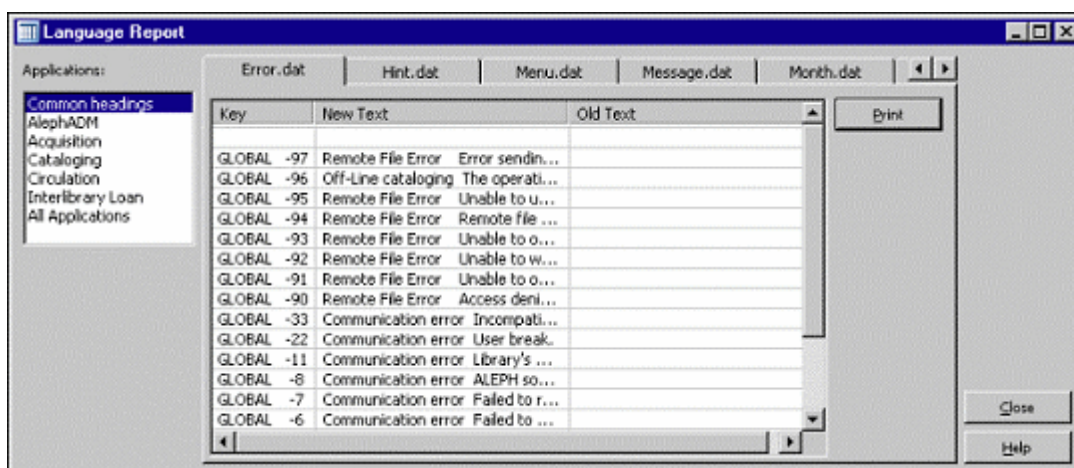 Language Report
Applications:
Common headings
AlephADM
Acquisition
Cataloging
Circulation
Interlibrary Loan
All Applications
Error.dat Hint.dat Menu.dat Message.dat Month.dat
Key New Text Old Text
GLOBAL -97 Remote File Error Error sendin...
GLOBAL -96 Off-Line cataloging The operati...
GLOBAL -95 Remote File Error Unable to u...
GLOBAL -94 Remote File Error Remote file ...
GLOBAL -93 Remote File Error Unable to o...
GLOBAL -92 Remote File Error Unable to w...
GLOBAL -91 Remote File Error Unable to o...
GLOBAL -90 Remote File Error Access deni...
GLOBAL -33 Communication error Incompati...
GLOBAL -22 Communication error User break.
GLOBAL -11 Communication error Library's ...
GLOBAL -8 Communication error ALEPH so...
GLOBAL -7 Communication error Failed to r...
GLOBAL -6 Communication error Failed to ...
Print
Close
Help